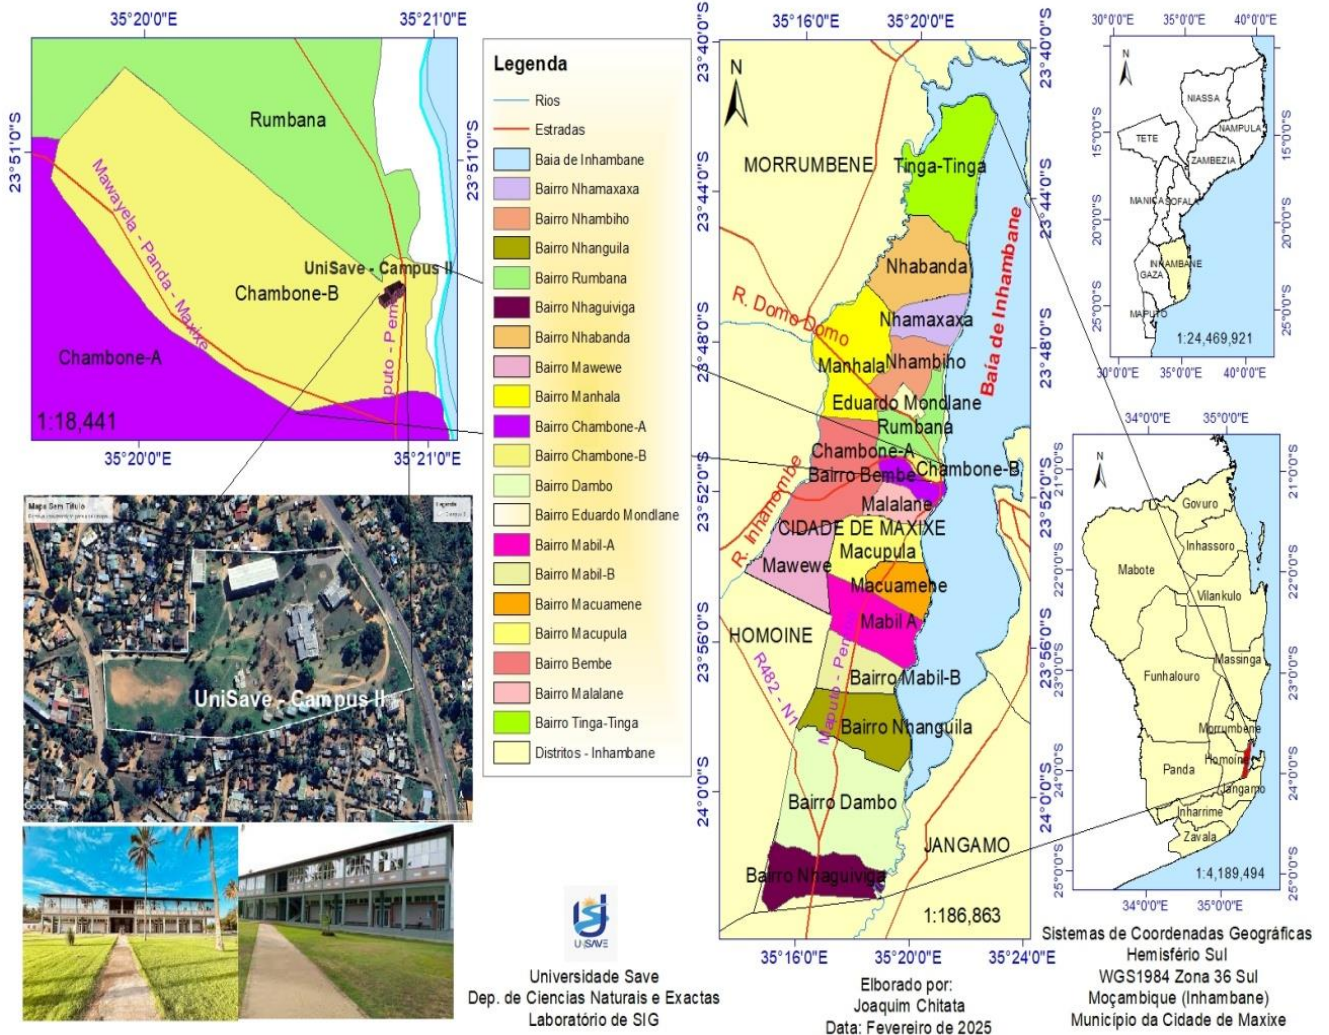 35°20'0"E
35°21'0"E
23°51'0"S
23°51'0"S
Rumbana
Mawayela - Panda - Maxixe
UniSave - Campus II
Chambone-B
Chambone-A
1:18,441
35°20'0"E
35°21'0"E
UniSave - Campus II
Mapa Sem Título
Legenda
Rios
Estradas
Baia de Inhambane
Bairro Nhamaxaxa
Bairro Nhambiho
Bairro Nhanguila
Bairro Rumbana
Bairro Nhaguiviga
Bairro Nhabanda
Bairro Mawewe
Bairro Manhala
Bairro Chambone-A
Bairro Chambone-B
Bairro Dambo
Bairro Eduardo Mondlane
Bairro Mabil-A
Bairro Mabil-B
Bairro Macuamene
Bairro Macupula
Bairro Bembe
Bairro Malalane
Bairro Tinga-Tinga
Distritos - Inhambane
UNISAVE
Universidade Save
Dep. de Ciencias Naturais e Exactas
Laboratório de SIG
35°16'0"E
35°20'0"E
23°40'0"S
23°40'0"S
N
MORRUMBENE
Tinga-Tinga
23°44'0"S
23°44'0"S
Nhabanda
Baia de Inhambane
R. Domo Domo
Nhamaxaxa
23°48'0"S
23°48'0"S
Manhala
Nhambiho
Eduardo Mondlane
Rumbana
Chambone-A
Chambone-B
Bairro Bembe
Malalane
23°52'0"S
23°52'0"S
R. Inhamombe
CIDADE DE MAXIXE
Macupula
Mawewe
Macuamene
Mabil A
HOMOINE
23°56'0"S
23°56'0"S
R482 - N1
Bairro Mabil-B
Bairro Nhanguila
24°0'0"S
24°0'0"S
Bairro Dambo
JANGAMO
Bairro Nhaguiviga
1:186,863
35°16'0"E
35°20'0"E
35°24'0"E
Elborado por:
Joaquim Chitata
Data: Fevereiro de 2025
30°00'0"E
35°0'0"E
40°0'0"E
N
NIASSA
TETE
NAMPULA
ZAMBEZIA
MANICA
SOFALA
INHAMBANE
GAZA
MAPUTO
15°0'0"S
15°0'0"S
20°0'0"S
20°0'0"S
25°0'0"S
25°0'0"S
1:24,469,921
30°00'0"E
35°0'0"E
40°0'0"E
34°0'0"E
35°0'0"E
N
Govuro
Inhassoro
Mabote
Vilankulo
Massinga
Funhalouro
Morrumbene
Homoine
Panda
Jangamo
Inharrime
Zavala
21°0'0"S
21°0'0"S
22°0'0"S
22°0'0"S
23°0'0"S
23°0'0"S
24°0'0"S
24°0'0"S
25°0'0"S
25°0'0"S
1:4,189,494
34°0'0"E
35°0'0"E
Sistemas de Coordenadas Geográficas
Hemisfério Sul
WGS1984 Zona 36 Sul
Moçambique (Inhambane)
Município da Cidade de Maxixe